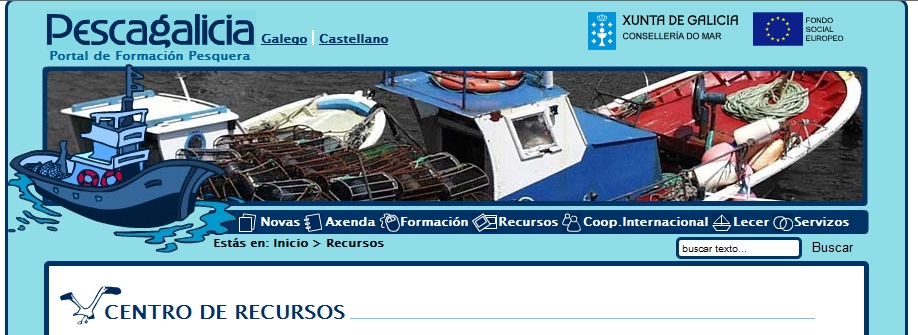 Pescagalicia
Portal de Formación Pesquera
Galego | Castellano
XUNTA DE GALICIA
CONSELLERÍA DO MAR
FONDO
SOCIAL
EUROPEO
Novas Axenda Formación Recursos Coop.Internacional Lecer Servizos
Estás en: Inicio > Recursos
buscar texto... Buscar
CENTRO DE RECURSOS